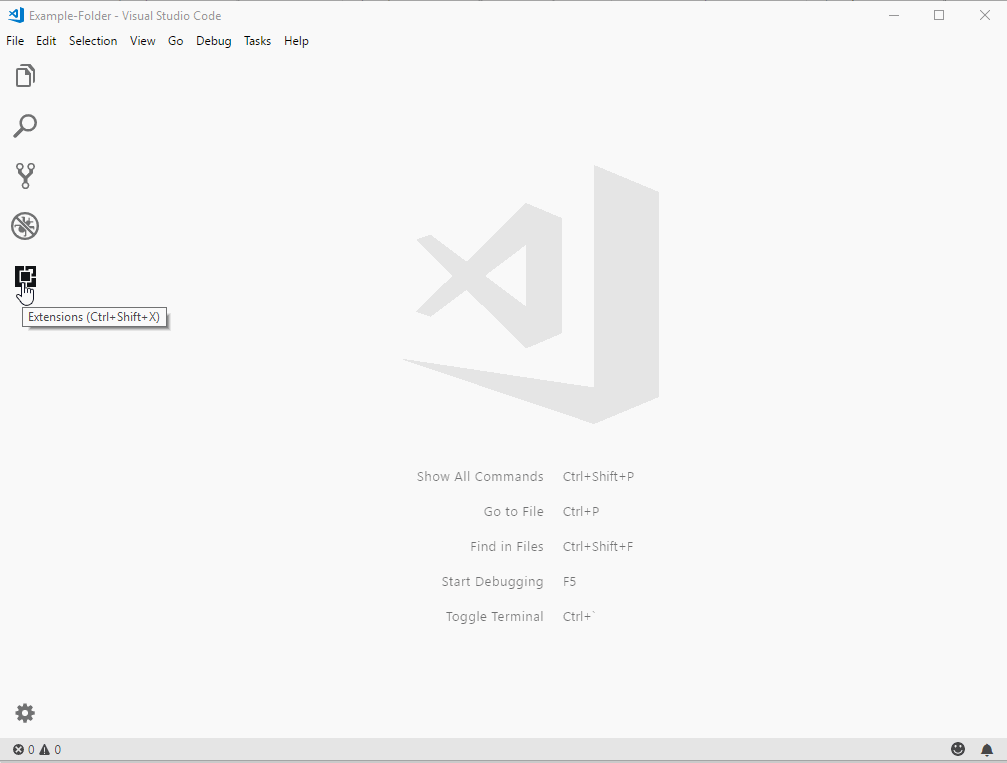 Example-Folder - Visual Studio Code
File Edit Selection View Go Debug Tasks Help
Extensions (Ctrl+Shift+X)
Show All Commands Ctrl+Shift+P
Go to File Ctrl+P
Find in Files Ctrl+Shift+F
Start Debugging F5
Toggle Terminal Ctrl+`
0 0